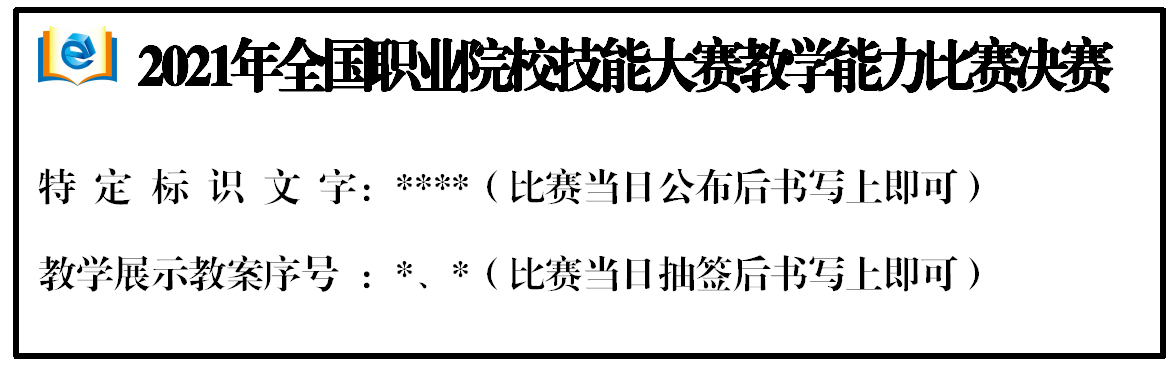 2021年全国职业院校技能大赛教学能力比赛决赛
特定标识文字：****（比赛当日公布后书写上即可）
教学展示教案序号：*、*（比赛当日抽签后书写上即可）